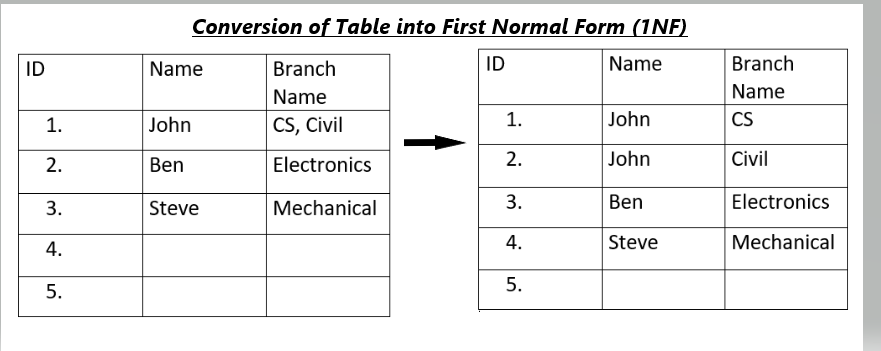 Conversion of Table into First Normal Form (1NF)
ID Name Branch
Name
1. John CS, Civil
2. Ben Electronics
3. Steve Mechanical
4.
5.
ID Name Branch
Name
1. John CS
2. John Civil
3. Ben Electronics
4. Steve Mechanical
5.